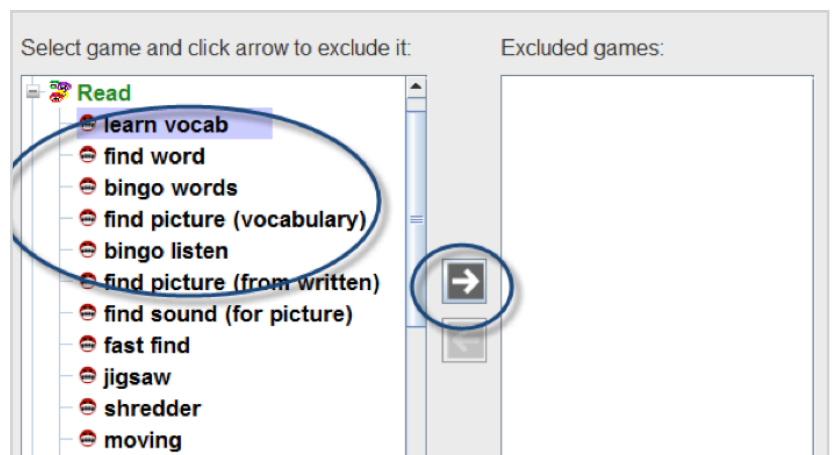 Select game and click arrow to exclude it:
Excluded games:
Read
learn vocab
find word
bingo words
find picture (vocabulary)
bingo listen
find picture (from written)
find sound (for picture)
fast find
jigsaw
shredder
moving